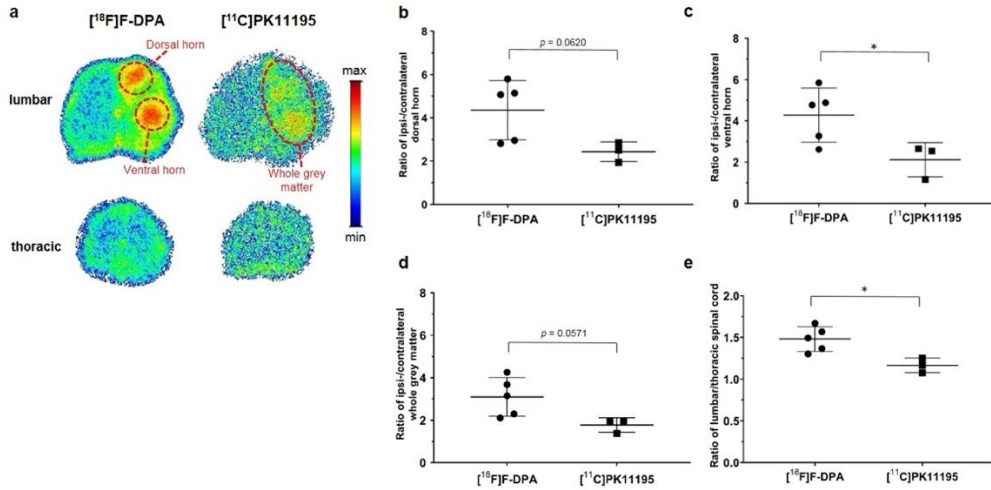 a
[¹⁸F]F-DPA
[¹¹C]PK11195
Dorsal horn
lumbar
Ventral horn
Whole grey
matter
max
min
thoracic
b
8
6
4
2
0
Ratio of ipsi-/contralateral
dorsal horn
p = 0.0620
[¹⁸F]F-DPA
[¹¹C]PK11195
c
8
6
4
2
0
Ratio of ipsi-/contralateral
ventral horn
*
[¹⁸F]F-DPA
[¹¹C]PK11195
d
8
6
4
2
0
Ratio of ipsi-/contralateral
whole grey matter
p = 0.0571
[¹⁸F]F-DPA
[¹¹C]PK11195
e
2.0
1.5
1.0
0.5
0.0
Ratio of lumbar/thoracic spinal cord
*
[¹⁸F]F-DPA
[¹¹C]PK11195